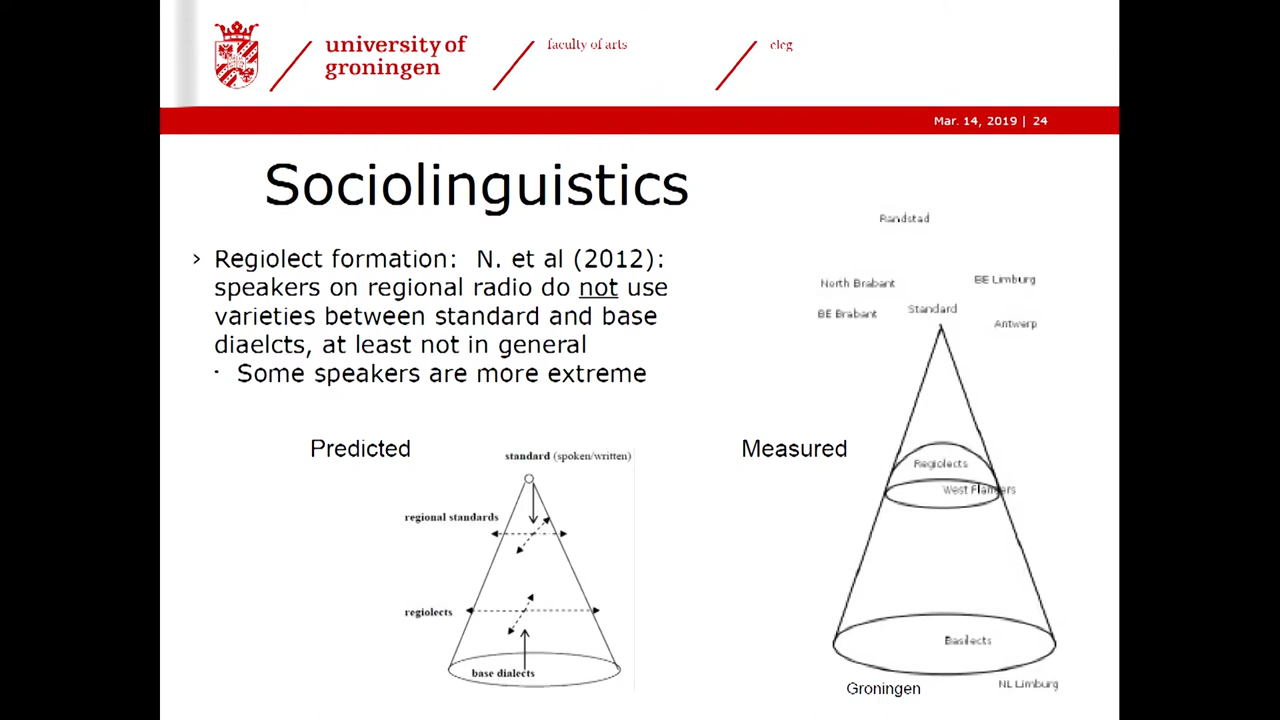 university of
groningen
faculty of arts
clcg
Mar. 14, 2019 | 24
Sociolinguistics
› Regiolect formation: N. et al (2012):
speakers on regional radio do not use
varieties between standard and base
diaelcts, at least not in general
· Some speakers are more extreme
Predicted
standard (spoken/written)
regional standards
regiolects
base dialects
Measured
Randstad
North Brabant
BE Limburg
BE Brabant
Standard
Antwerp
Regiolects
West Flanders
Basilects
Groningen
NL Limburg